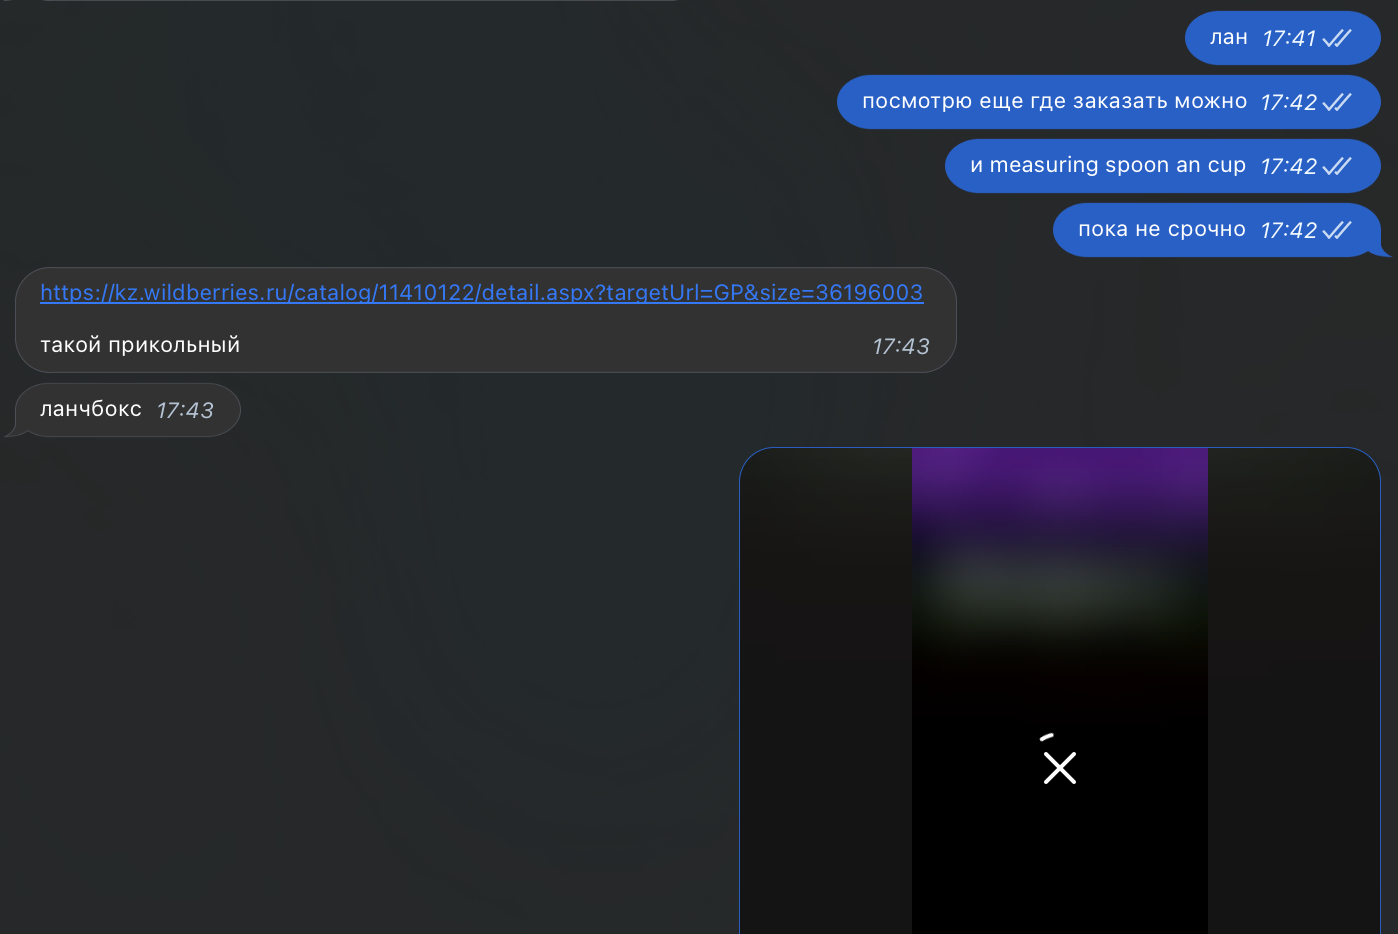 лан 17:41
посмотрю еще где заказать можно 17:42
и measuring spoon an cup 17:42
пока не срочно 17:42
https://kz.wildberries.ru/catalog/11410122/detail.aspx?targetUrl=GP&size=36196003
такой прикольный 17:43
ланчбокс 17:43